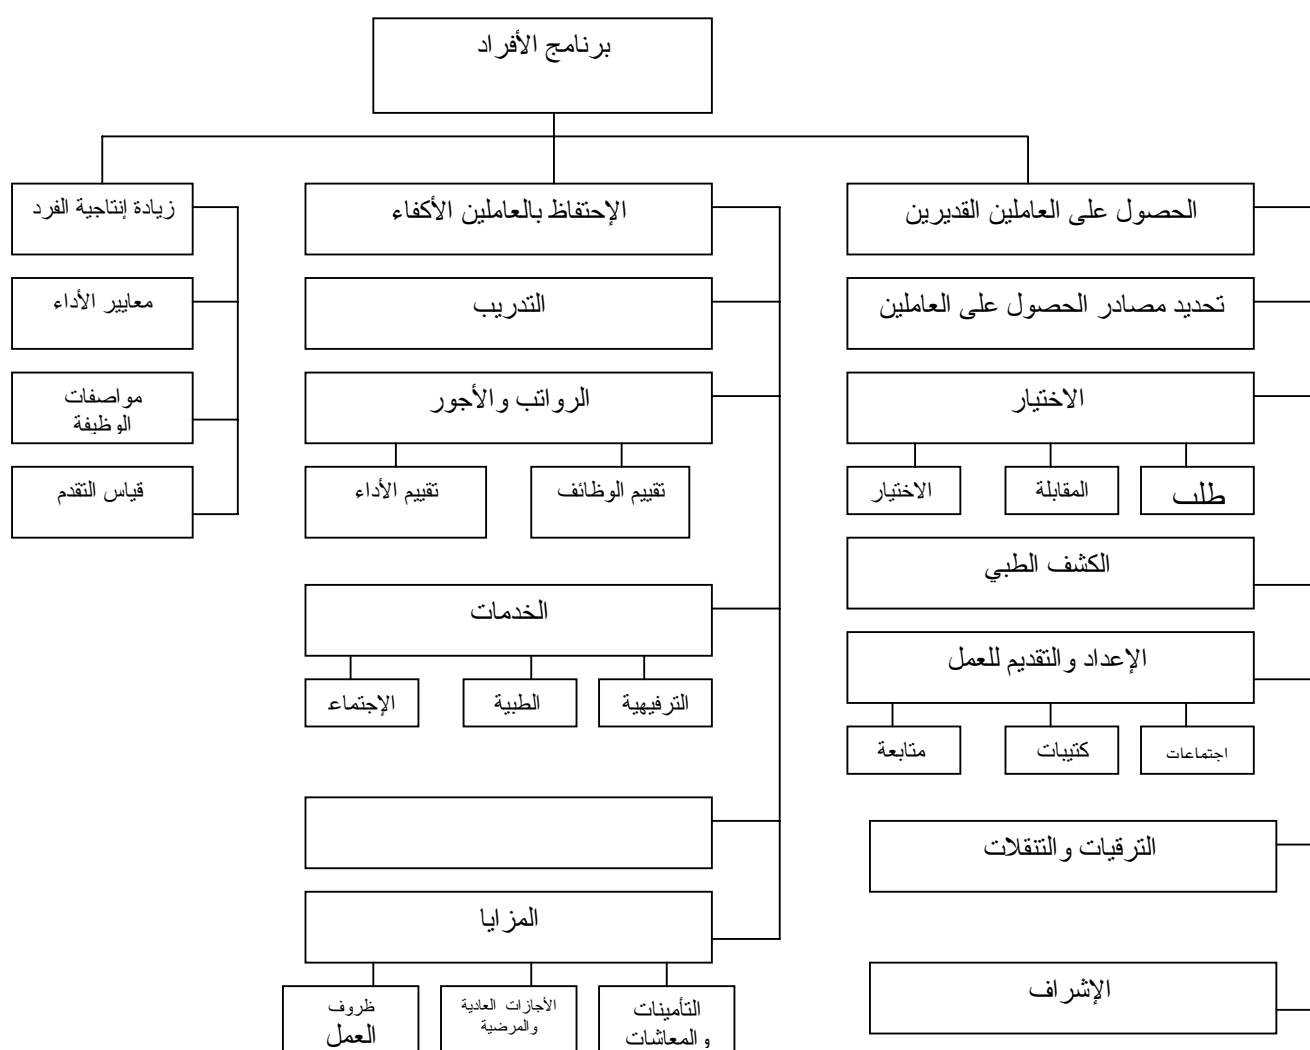 برنامج الأفراد
الحصول على العاملين القديرين
الإحتفاظ بالعاملين الأكفاء
زيادة إنتاجية الفرد
تحديد مصادر الحصول على العاملين
التدريب
معايير الأداء
الاختيار
الرواتب والأجور
مواصفات
الوظيفة
طلب
المقابلة
الاختيار
تقييم الوظائف
تقييم الأداء
قياس التقدم
الكشف الطبي
الخدمات
الإعداد والتقديم للعمل
الترفيهية
الطبية
الإجتماع
اجتماعات
كتيبات
متابعة
الترقيات والتنقلات
المزايا
الإشراف
التأمينات
والمعاشات
الأجازات العادية
والمرضية
ظروف
العمل